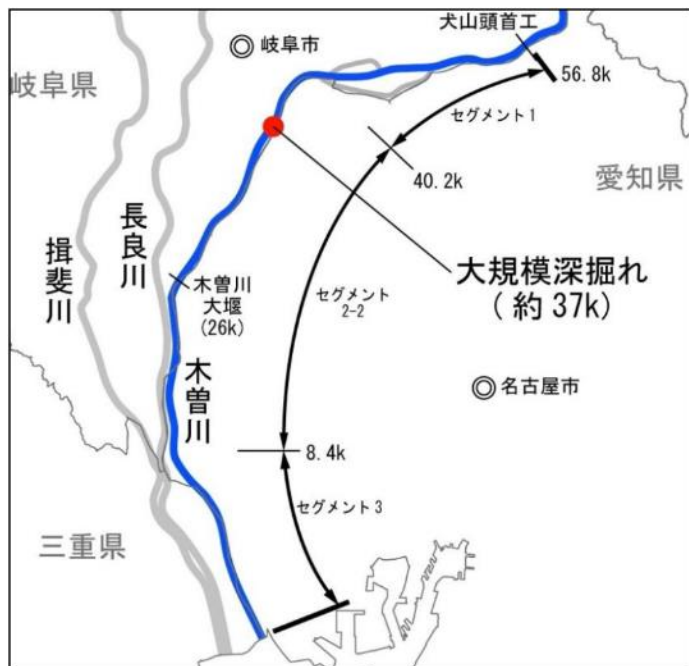 犬山頭首工
岐阜市
56.8k
岐阜県
セグメント1
40.2k
愛知県
長良川
揖斐川
大規模深掘れ
(約37k)
木曽川
大堰
(26k)
セグメント
2-2
木曽川
名古屋市
8.4k
セグメント3
三重県